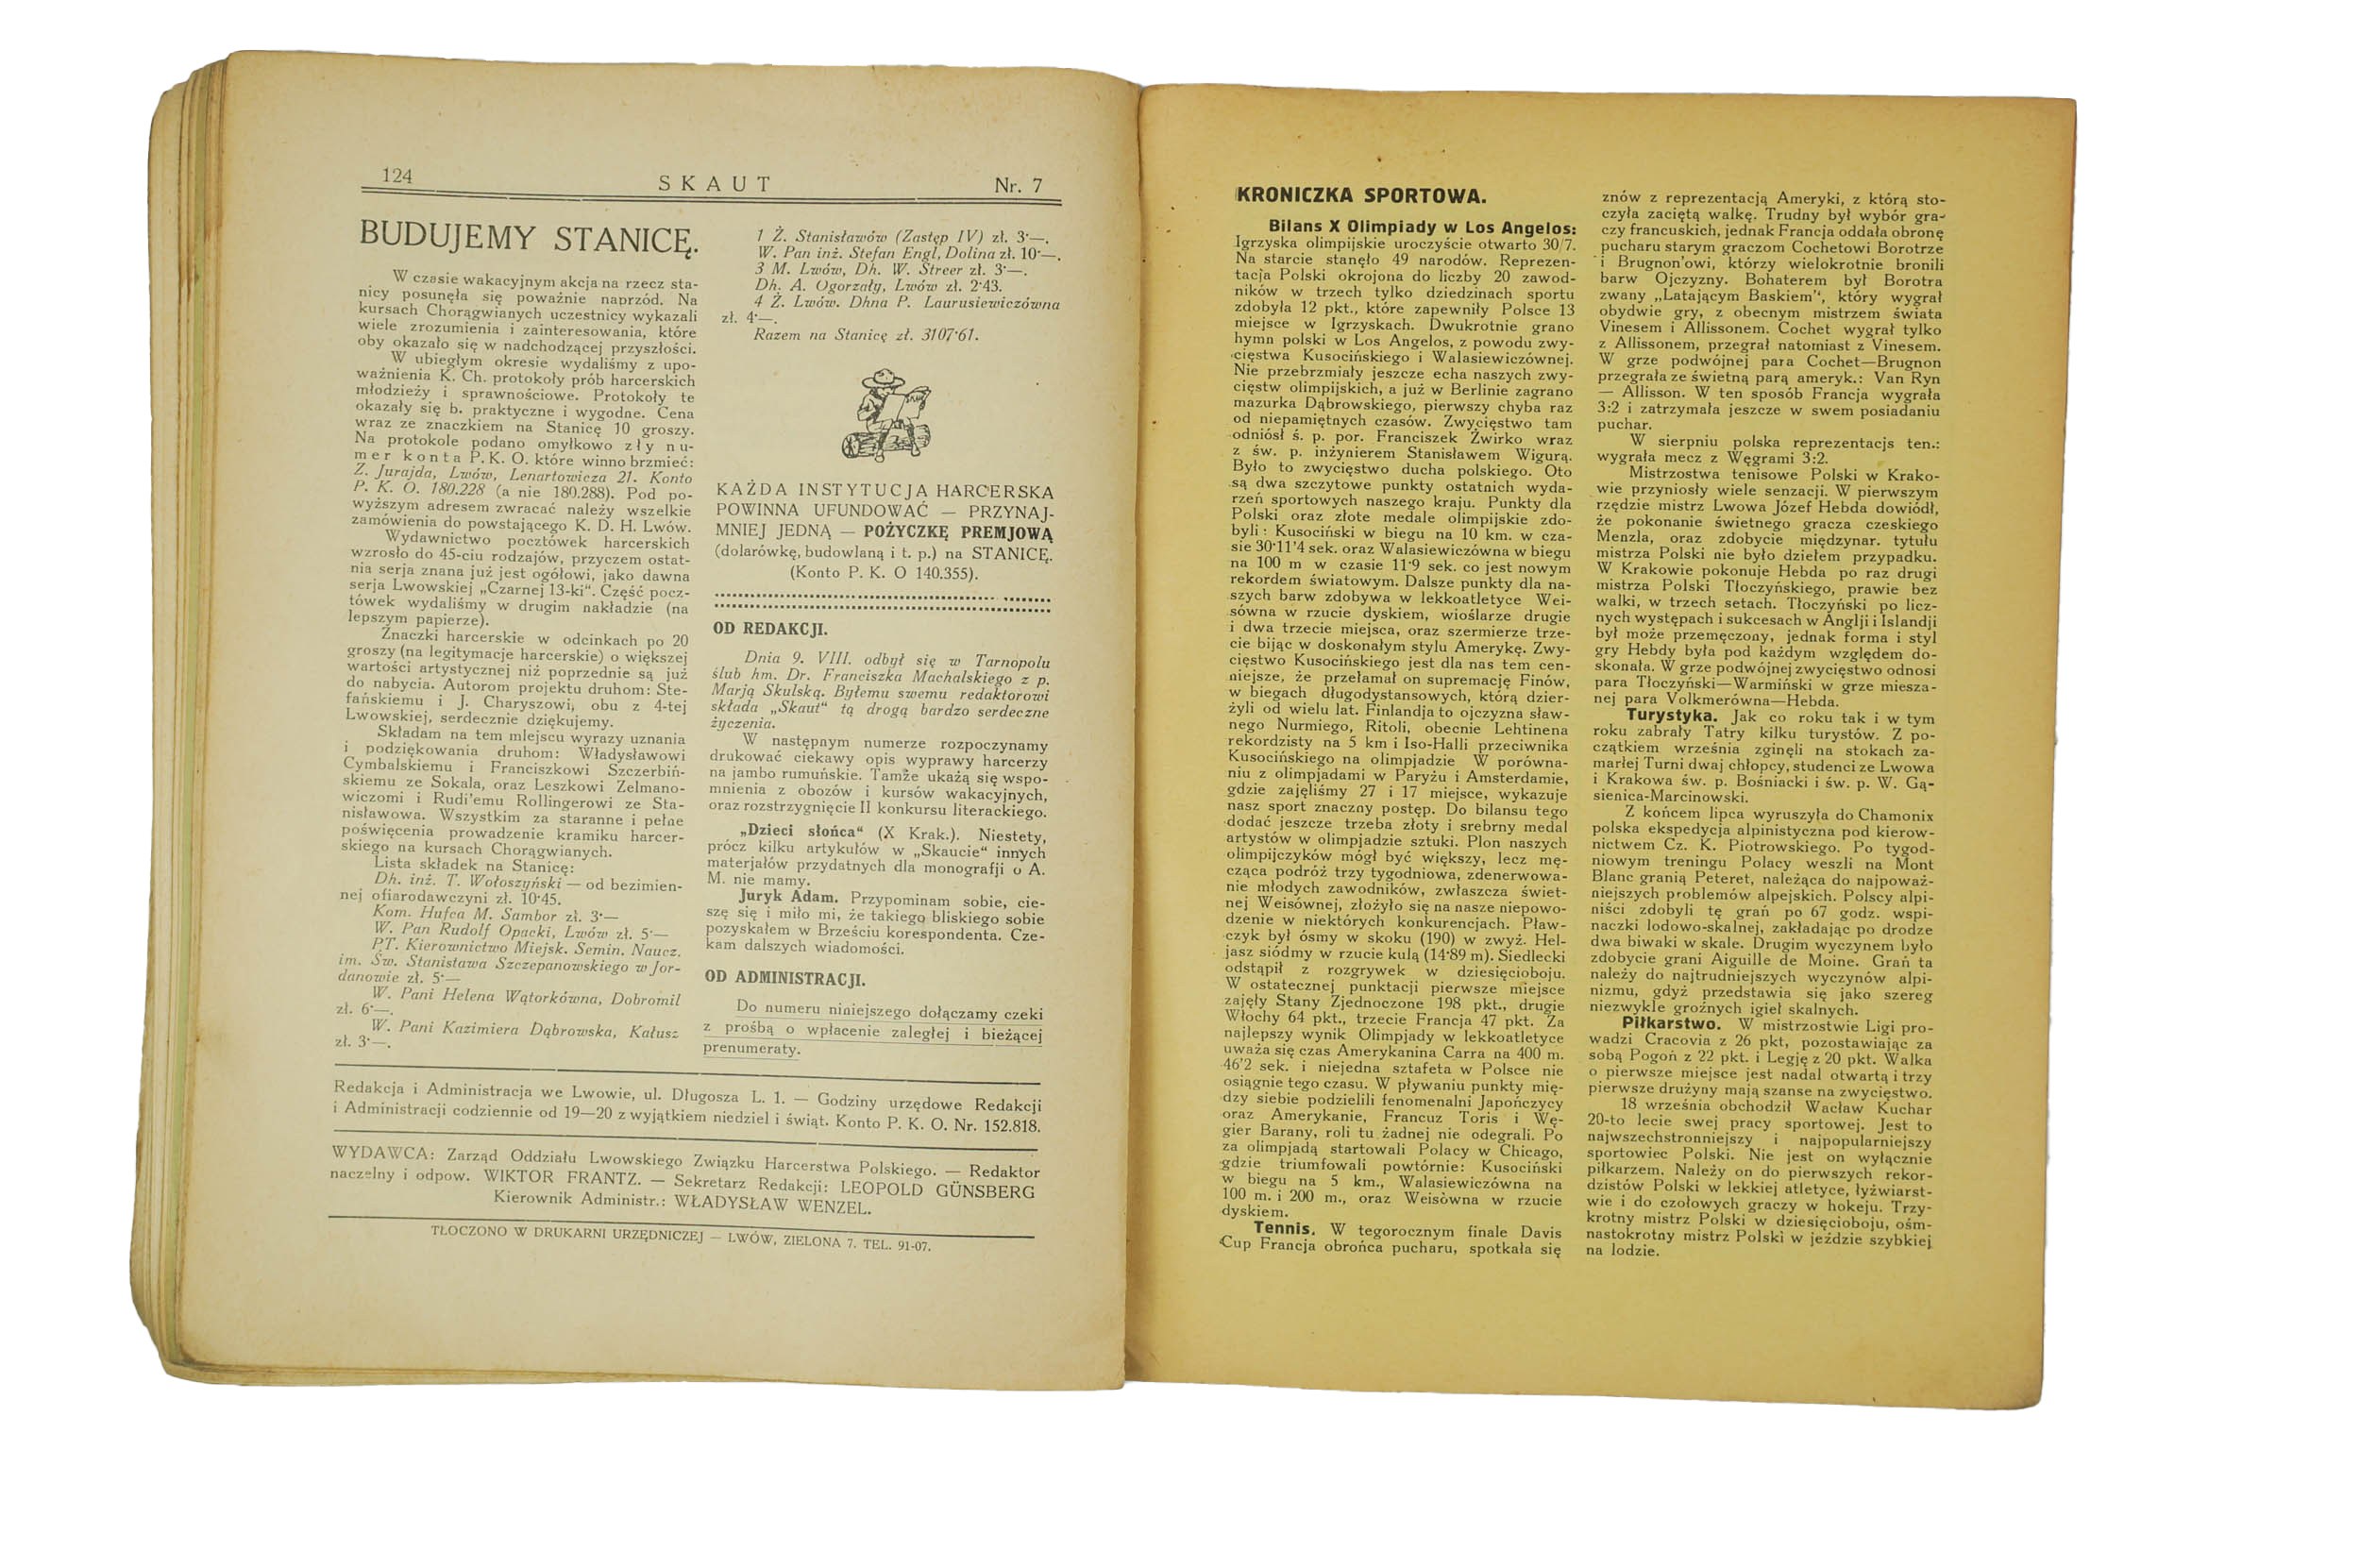 124
SKAUT
Nr. 7
BUDUJEMY STANICĘ.
W czasie wakacyjnym akcja na rzecz sta-
nicy posunęła się poważnie naprzód. Na
kursach Chorągwianych uczestnicy wykazali
wiele zrozumienia i zainteresowania, które
oby okazało się w nadchodzącej przyszłości.
W ubiegłym okresie wydaliśmy z upo-
ważnienia K. Ch. protokoły prób harcerskich
młodzieży i sprawnościowe. Protokoły te
okazały się b. praktyczne i wygodne. Cena
wraz ze znaczkiem na Stanicę 10 groszy.
Na protokole podano omyłkowo zły nu-
mer konta P. K. O. które winno brzmieć:
Z. Jurajda, Lwów, Lenartowicza 21. Konto
P. K. O. 180.228 (a nie 180.288). Pod po-
wyższym adresem zwracać należy wszelkie
zamówienia do powstającego K. D. H. Lwów.
Wydawnictwo pocztówek harcerskich
wzrosło do 45-ciu rodzajów, przyczem ostat-
nia serja znana już jest ogółowi, jako dawna
serja Lwowskiej „Czarnej 13-ki“. Część pocz-
tówek wydaliśmy w drugim nakładzie (na
lepszym papierze).
Znaczki harcerskie w odcinkach po 20
groszy (na legitymacje harcerskie) o większej
wartości artystycznej niż poprzednie są już
do nabycia. Autorom projektu druhom: Ste-
fańskiemu i J. Charyszowi, obu z 4-tej
Lwowskiej, serdecznie dziękujemy.
Składam na tem miejscu wyrazy uznania
i podziękowania druhom: Władysławowi
Cymbalskiemu i Franciszkowi Szczerbiń-
skiemu ze Sokala, oraz Leszkowi Zelmano-
wiczomi i Rudi'emu Rollingerowi ze Sta-
nisławowa. Wszystkim za staranne i pełne
poświęcenia prowadzenie kramiku harcer-
skiego na kursach Chorągwianych.
Lista składek na Stanicę:
Dh. inż. T. Wołoszyński — od bezimien-
nej ofiarodawczyni zł. 10·45.
Kom. Hufca M. Sambor zł. 3·—
W. Pan Rudolf Opacki, Lwów zł. 5·—
PT. Kierownictwo Miejsk. Semin. Naucz.
im. Św. Stanisława Szczepanowskiego w Jor-
danowie zł. 5·—
W. Pani Helena Wątorkówna, Dobromil
zł. 6·—.
W. Pani Kazimiera Dąbrowska, Kałusz
zł. 3·—.
1 Ż. Stanisławów (Zastęp IV) zł. 3·—.
W. Pan inż. Stefan Engl, Dolina zł. 10·—.
3 M. Lwów, Dh. W. Streer zł. 3·—.
Dh. A. Ogorzały, Lwów zł. 2·43.
4 Ż. Lwów. Dhna P. Laurusiewiczówna
zł. 4·—.
Razem na Stanicę zł. 3107·61.
KAŻDA INSTYTUCJA HARCERSKA
POWINNA UFUNDOWAĆ — PRZYNAJ-
MNIEJ JEDNĄ — POŻYCZKĘ PREMJOWĄ
(dolarówkę, budowlaną i t. p.) na STANICĘ.
(Konto P. K. O 140.355).
OD REDAKCJI.
Dnia 9. VIII. odbył się w Tarnopolu
ślub hm. Dr. Franciszka Machalskiego z p.
Marją Skulską. Byłemu swemu redaktorowi
składa „Skaut“ tą drogą bardzo serdeczne
życzenia.
W następnym numerze rozpoczynamy
drukować ciekawy opis wyprawy harcerzy
na jambo rumuńskie. Tamże ukażą się wspo-
mnienia z obozów i kursów wakacyjnych,
oraz rozstrzygnięcie II konkursu literackiego.
„Dzieci słońca“ (X Krak.). Niestety,
prócz kilku artykułów w „Skaucie“ innych
materjałów przydatnych dla monografji o A.
M. nie mamy.
Juryk Adam. Przypominam sobie, cie-
szę się i miło mi, że takiego bliskiego sobie
pozyskałem w Brześciu korespondenta. Cze-
kam dalszych wiadomości.
OD ADMINISTRACJI.
Do numeru niniejszego dołączamy czeki
z prośbą o wpłacenie zaległej i bieżącej
prenumeraty.
Redakcja i Administracja we Lwowie, ul. Długosza L. 1. — Godziny urzędowe Redakcji
i Administracji codziennie od 19—20 z wyjątkiem niedziel i świąt. Konto P. K. O. Nr. 152.818.
WYDAWCA: Zarząd Oddziału Lwowskiego Związku Harcerstwa Polskiego. — Redaktor
naczelny i odpow. WIKTOR FRANTZ. — Sekretarz Redakcji: LEOPOLD GÜNSBERG
Kierownik Administr.: WŁADYSŁAW WENZEL.
TŁOCZONO W DRUKARNI URZĘDNICZEJ — LWÓW, ZIELONA 7. TEL. 91-07.
KRONICZKA SPORTOWA.
Bilans X Olimpiady w Los Angelos:
Igrzyska olimpijskie uroczyście otwarto 30/7.
Na starcie stanęło 49 narodów. Reprezen-
tacja Polski okrojona do liczby 20 zawod-
ników w trzech tylko dziedzinach sportu
zdobyła 12 pkt., które zapewniły Polsce 13
miejsce w Igrzyskach. Dwukrotnie grano
hymn polski w Los Angelos, z powodu zwy-
cięstwa Kusocińskiego i Walasiewiczównej.
Nie przebrzmiały jeszcze echa naszych zwy-
cięstw olimpijskich, a już w Berlinie zagrano
mazurka Dąbrowskiego, pierwszy chyba raz
od niepamiętnych czasów. Zwycięstwo tam
odniósł ś. p. por. Franciszek Żwirko wraz
z św. p. inżynierem Stanisławem Wigurą.
Było to zwycięstwo ducha polskiego. Oto
są dwa szczytowe punkty ostatnich wyda-
rzeń sportowych naszego kraju. Punkty dla
Polski oraz złote medale olimpijskie zdo-
byli: Kusociński w biegu na 10 km. w cza-
sie 30·11'4 sek. oraz Walasiewiczówna w biegu
na 100 m w czasie 11·9 sek. co jest nowym
rekordem światowym. Dalsze punkty dla na-
szych barw zdobywa w lekkoatletyce Wei-
sówna w rzucie dyskiem, wioślarze drugie
i dwa trzecie miejsca, oraz szermierze trze-
cie bijąc w doskonałym stylu Amerykę. Zwy-
cięstwo Kusocińskiego jest dla nas tem cen-
niejsze, że przełamał on supremację Finów,
w biegach długodystansowych, którą dzier-
żyli od wielu lat. Finlandja to ojczyzna sław-
nego Nurmiego, Ritoli, obecnie Lehtinena
rekordzisty na 5 km i Iso-Halli przeciwnika
Kusocińskiego na olimpjadzie W porówna-
niu z olimpjadami w Paryżu i Amsterdamie,
gdzie zajęliśmy 27 i 17 miejsce, wykazuje
nasz sport znaczny postęp. Do bilansu tego
dodać jeszcze trzeba złoty i srebrny medal
artystów w olimpjadzie sztuki. Plon naszych
olimpijczyków mógł być większy, lecz mę-
cząca podróż trzy tygodniowa, zdenerwowa-
nie młodych zawodników, zwłaszcza świet-
nej Weisównej, złożyło się na nasze niepowo-
dzenie w niektórych konkurencjach. Pław-
czyk był ósmy w skoku (190) w zwyż. Hel-
jasz siódmy w rzucie kulą (14·89 m). Siedlecki
odstąpił z rozgrywek w dziesięcioboju.
W ostatecznej punktacji pierwsze miejsce
zajęły Stany Zjednoczone 198 pkt., drugie
Włochy 64 pkt., trzecie Francja 47 pkt. Za
najlepszy wynik Olimpjady w lekkoatletyce
uważa się czas Amerykanina Carra na 400 m.
46'2 sek. i niejedna sztafeta w Polsce nie
osiągnie tego czasu. W pływaniu punkty mię-
dzy siebie podzielili fenomenalni Japończycy
oraz Amerykanie, Francuz Toris i Wę-
gier Barany, roli tu żadnej nie odegrali. Po
za olimpjadą startowali Polacy w Chicago,
gdzie triumfowali powtórnie: Kusociński
w biegu na 5 km., Walasiewiczówna na
100 m. i 200 m., oraz Weisówna w rzucie
dyskiem.
Tennis. W tegorocznym finale Davis
Cup Francja obrońca pucharu, spotkała się
znów z reprezentacją Ameryki, z którą sto-
czyła zaciętą walkę. Trudny był wybór gra-
czy francuskich, jednak Francja oddała obronę
pucharu starym graczom Cochetowi Borotrze
i Brugnon'owi, którzy wielokrotnie bronili
barw Ojczyzny. Bohaterem był Borotra
zwany „Latającym Baskiem“, który wygrał
obydwie gry, z obecnym mistrzem świata
Vinesem i Allissonem. Cochet wygrał tylko
z Allissonem, przegrał natomiast z Vinesem.
W grze podwójnej para Cochet—Brugnon
przegrała ze świetną parą ameryk.: Van Ryn
— Allisson. W ten sposób Francja wygrała
3:2 i zatrzymała jeszcze w swem posiadaniu
puchar.
W sierpniu polska reprezentacjs ten.:
wygrała mecz z Węgrami 3:2.
Mistrzostwa tenisowe Polski w Krako-
wie przyniosły wiele senzacji. W pierwszym
rzędzie mistrz Lwowa Józef Hebda dowiódł,
że pokonanie świetnego gracza czeskiego
Menzla, oraz zdobycie międzynar. tytułu
mistrza Polski nie było dziełem przypadku.
W Krakowie pokonuje Hebda po raz drugi
mistrza Polski Tłoczyńskiego, prawie bez
walki, w trzech setach. Tłoczyński po licz-
nych występach i sukcesach w Anglji i Islandji
był może przemęczony, jednak forma i styl
gry Hebdy była pod każdym względem do-
skonała. W grze podwójnej zwycięstwo odnosi
para Tłoczyński—Warmiński w grze miesza-
nej para Volkmerówna—Hebda.
Turystyka. Jak co roku tak i w tym
roku zabrały Tatry kilku turystów. Z po-
czątkiem września zginęli na stokach za-
marłej Turni dwaj chłopcy, studenci ze Lwowa
i Krakowa św. p. Bośniacki i św. p. W. Gą-
sienica-Marcinowski.
Z końcem lipca wyruszyła do Chamonix
polska ekspedycja alpinistyczna pod kierow-
nictwem Cz. K. Piotrowskiego. Po tygod-
niowym treningu Polacy weszli na Mont
Blanc granią Peteret, należąca do najpoważ-
niejszych problemów alpejskich. Polscy alpi-
niści zdobyli tę grań po 67 godz. wspi-
naczki lodowo-skalnej, zakładając po drodze
dwa biwaki w skale. Drugim wyczynem było
zdobycie grani Aiguille de Moine. Grań ta
należy do najtrudniejszych wyczynów alpi-
nizmu, gdyż przedstawia się jako szereg
niezwykle groźnych igieł skalnych.
Piłkarstwo. W mistrzostwie Ligi pro-
wadzi Cracovia z 26 pkt, pozostawiając za
sobą Pogoń z 22 pkt. i Legję z 20 pkt. Walka
o pierwsze miejsce jest nadal otwartą i trzy
pierwsze drużyny mają szanse na zwycięstwo.
18 września obchodził Wacław Kuchar
20-to lecie swej pracy sportowej. Jest to
najwszechstronniejszy i najpopularniejszy
sportowiec Polski. Nie jest on wyłącznie
piłkarzem. Należy on do pierwszych rekor-
dzistów Polski w lekkiej atletyce, łyżwiarst-
wie i do czołowych graczy w hokeju. Trzy-
krotny mistrz Polski w dziesięcioboju, ośm-
nastokrotny mistrz Polski w jeździe szybkiej
na lodzie.